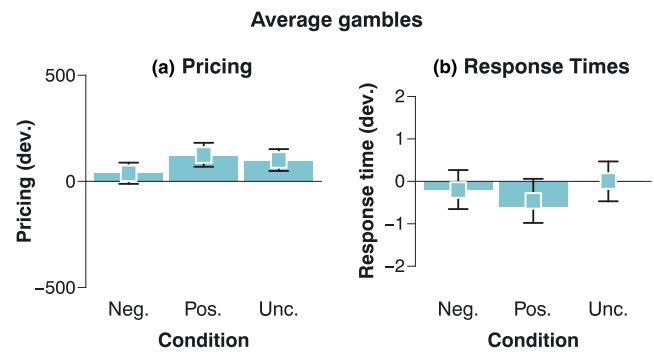 Average gambles
(a) Pricing
(b) Response Times
Pricing (dev.)
500
0
−500
Neg. Pos. Unc.
Condition
Response time (dev.)
2
1
0
−1
−2
Neg. Pos. Unc.
Condition